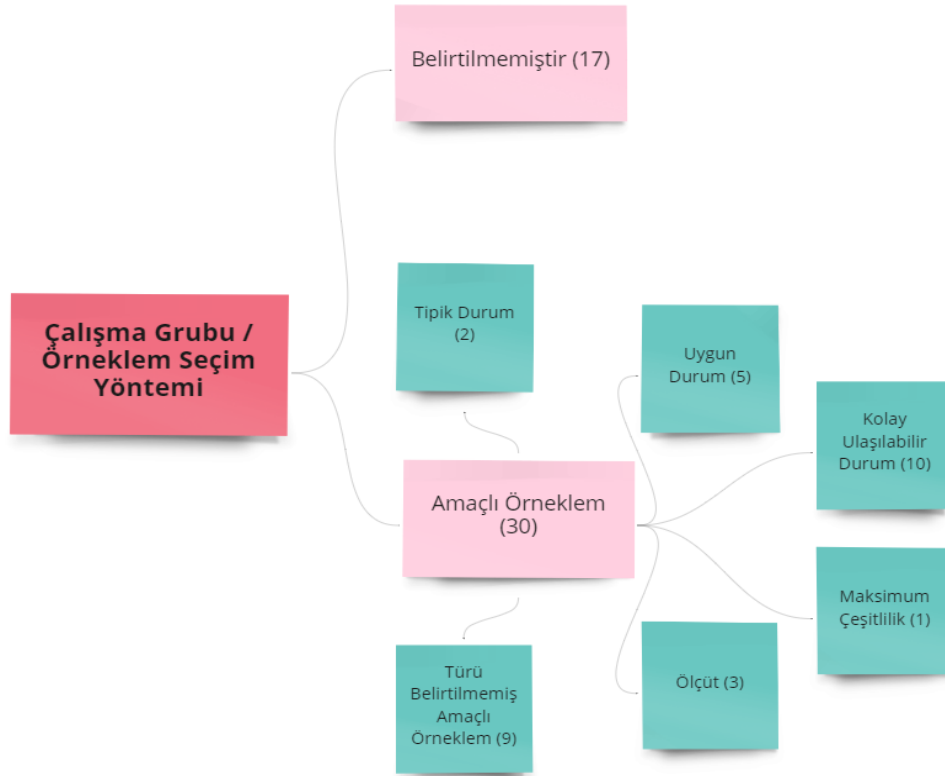 Belirtilmemiştir (17)
Çalışma Grubu /
Örneklem Seçim
Yöntemi
Tipik Durum
(2)
Uygun
Durum (5)
Kolay
Ulaşılabilir
Durum (10)
Amaçlı Örneklem
(30)
Maksimum
Çeşitlilik (1)
Türü
Belirtilmemiş
Amaçlı
Örneklem (9)
Ölçüt (3)